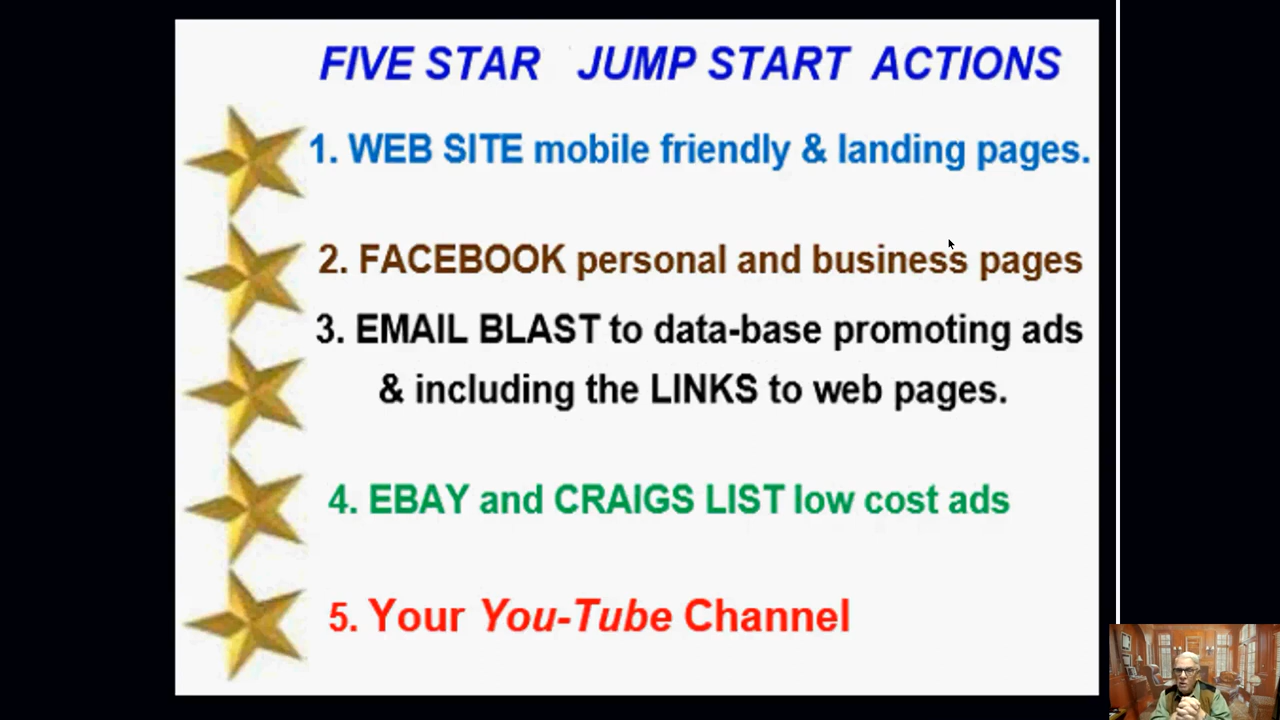 FIVE STAR JUMP START ACTIONS
1. WEB SITE mobile friendly & landing pages.
2. FACEBOOK personal and business pages
3. EMAIL BLAST to data-base promoting ads
& including the LINKS to web pages.
4. EBAY and CRAIGS LIST low cost ads
5. Your You-Tube Channel